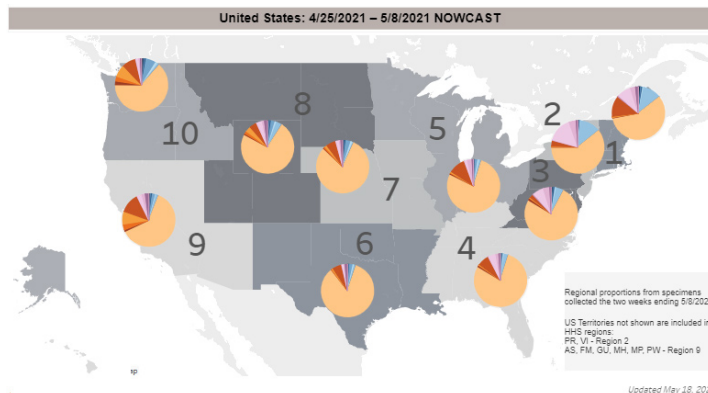 United States: 4/25/2021 – 5/8/2021 NOWCAST
8
2
10
5
1
3
7
6
9
4
Regional proportions from specimens
collected the two weeks ending 5/8/202
US Territories not shown are included in
HHS regions:
PR, VI - Region 2
AS, FM, GU, MH, MP, PW - Region 9
Updated May 18, 202